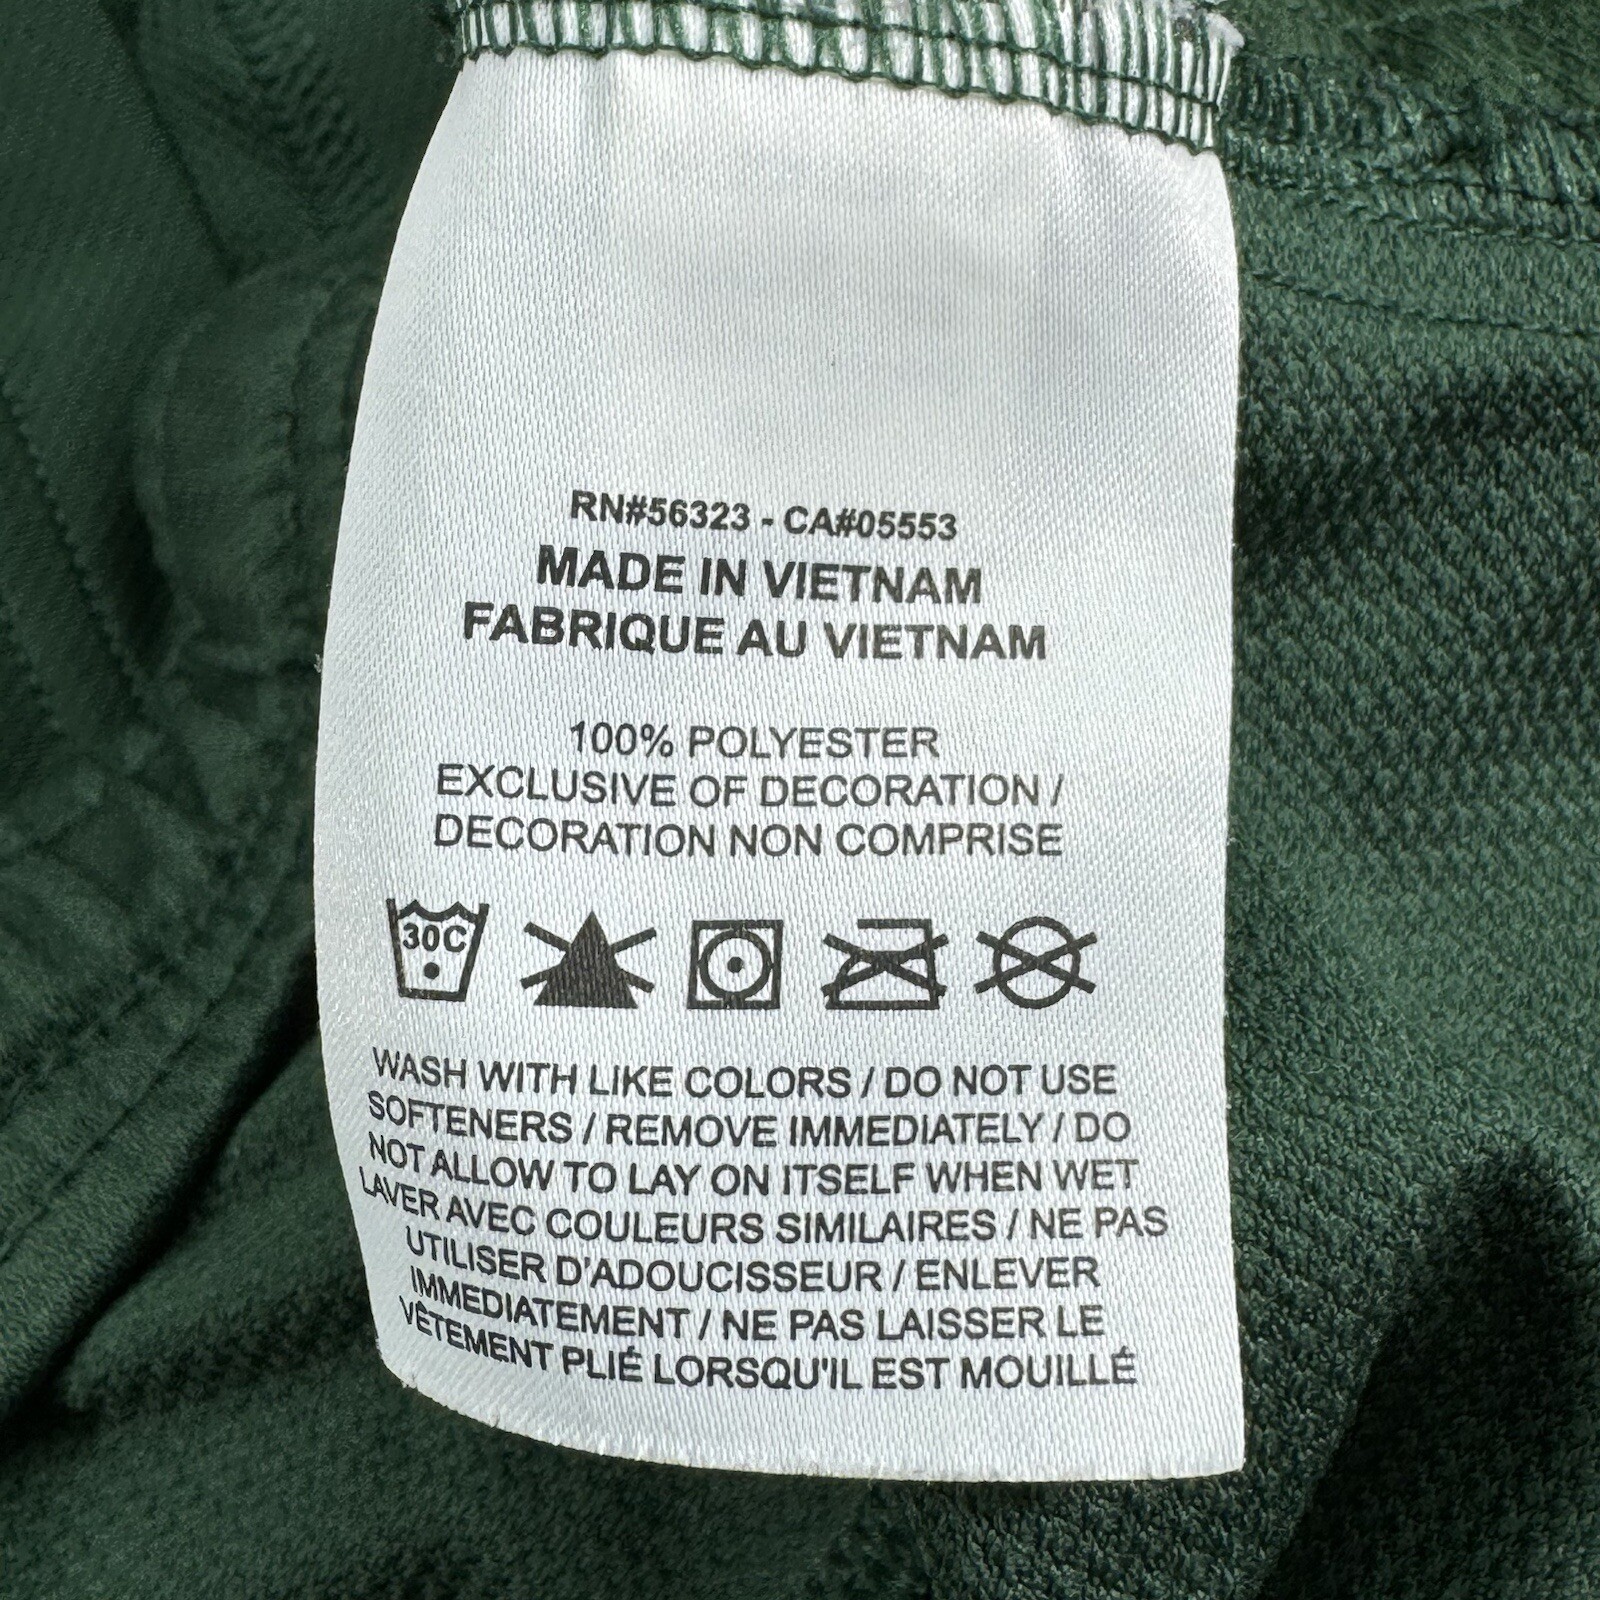 RN#56323 - CA#05553
MADE IN VIETNAM
FABRIQUE AU VIETNAM
100% POLYESTER
EXCLUSIVE OF DECORATION /
DECORATION NON COMPRISE
30C
WASH WITH LIKE COLORS / DO NOT USE
SOFTENERS / REMOVE IMMEDIATELY / DO
NOT ALLOW TO LAY ON ITSELF WHEN WET
LAVER AVEC COULEURS SIMILAIRES / NE PAS
UTILISER D'ADOUCISSEUR / ENLEVER
IMMEDIATEMENT / NE PAS LAISSER LE
VÊTEMENT PLIÉ LORSQU'IL EST MOUILLÉ